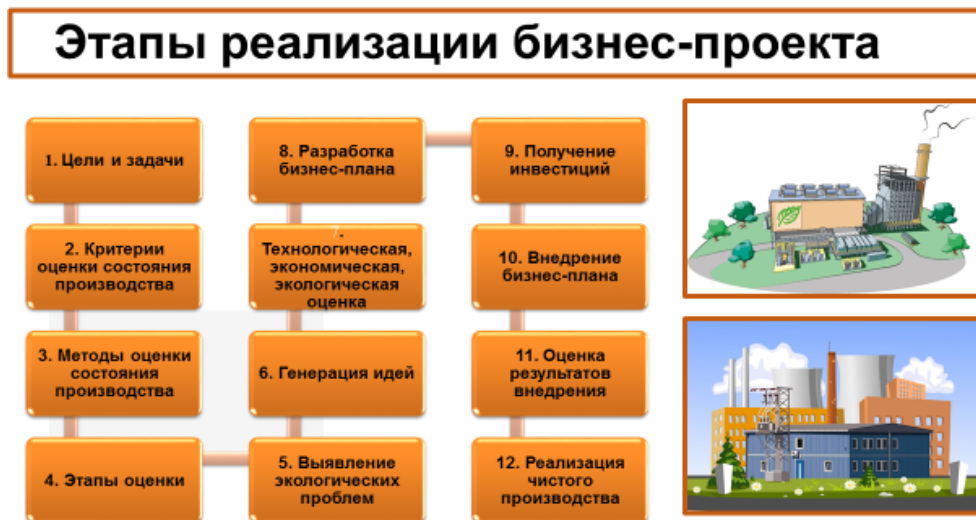 Этапы реализации бизнес-проекта
1. Цели и задачи
2. Критерии
оценки состояния
производства
3. Методы оценки
состояния
производства
4. Этапы оценки
5. Выявление
экологических
проблем
6. Генерация идей
7.
Технологическая,
экономическая,
экологическая
оценка
8. Разработка
бизнес-плана
9. Получение
инвестиций
10. Внедрение
бизнес-плана
11. Оценка
результатов
внедрения
12. Реализация
чистого
производства